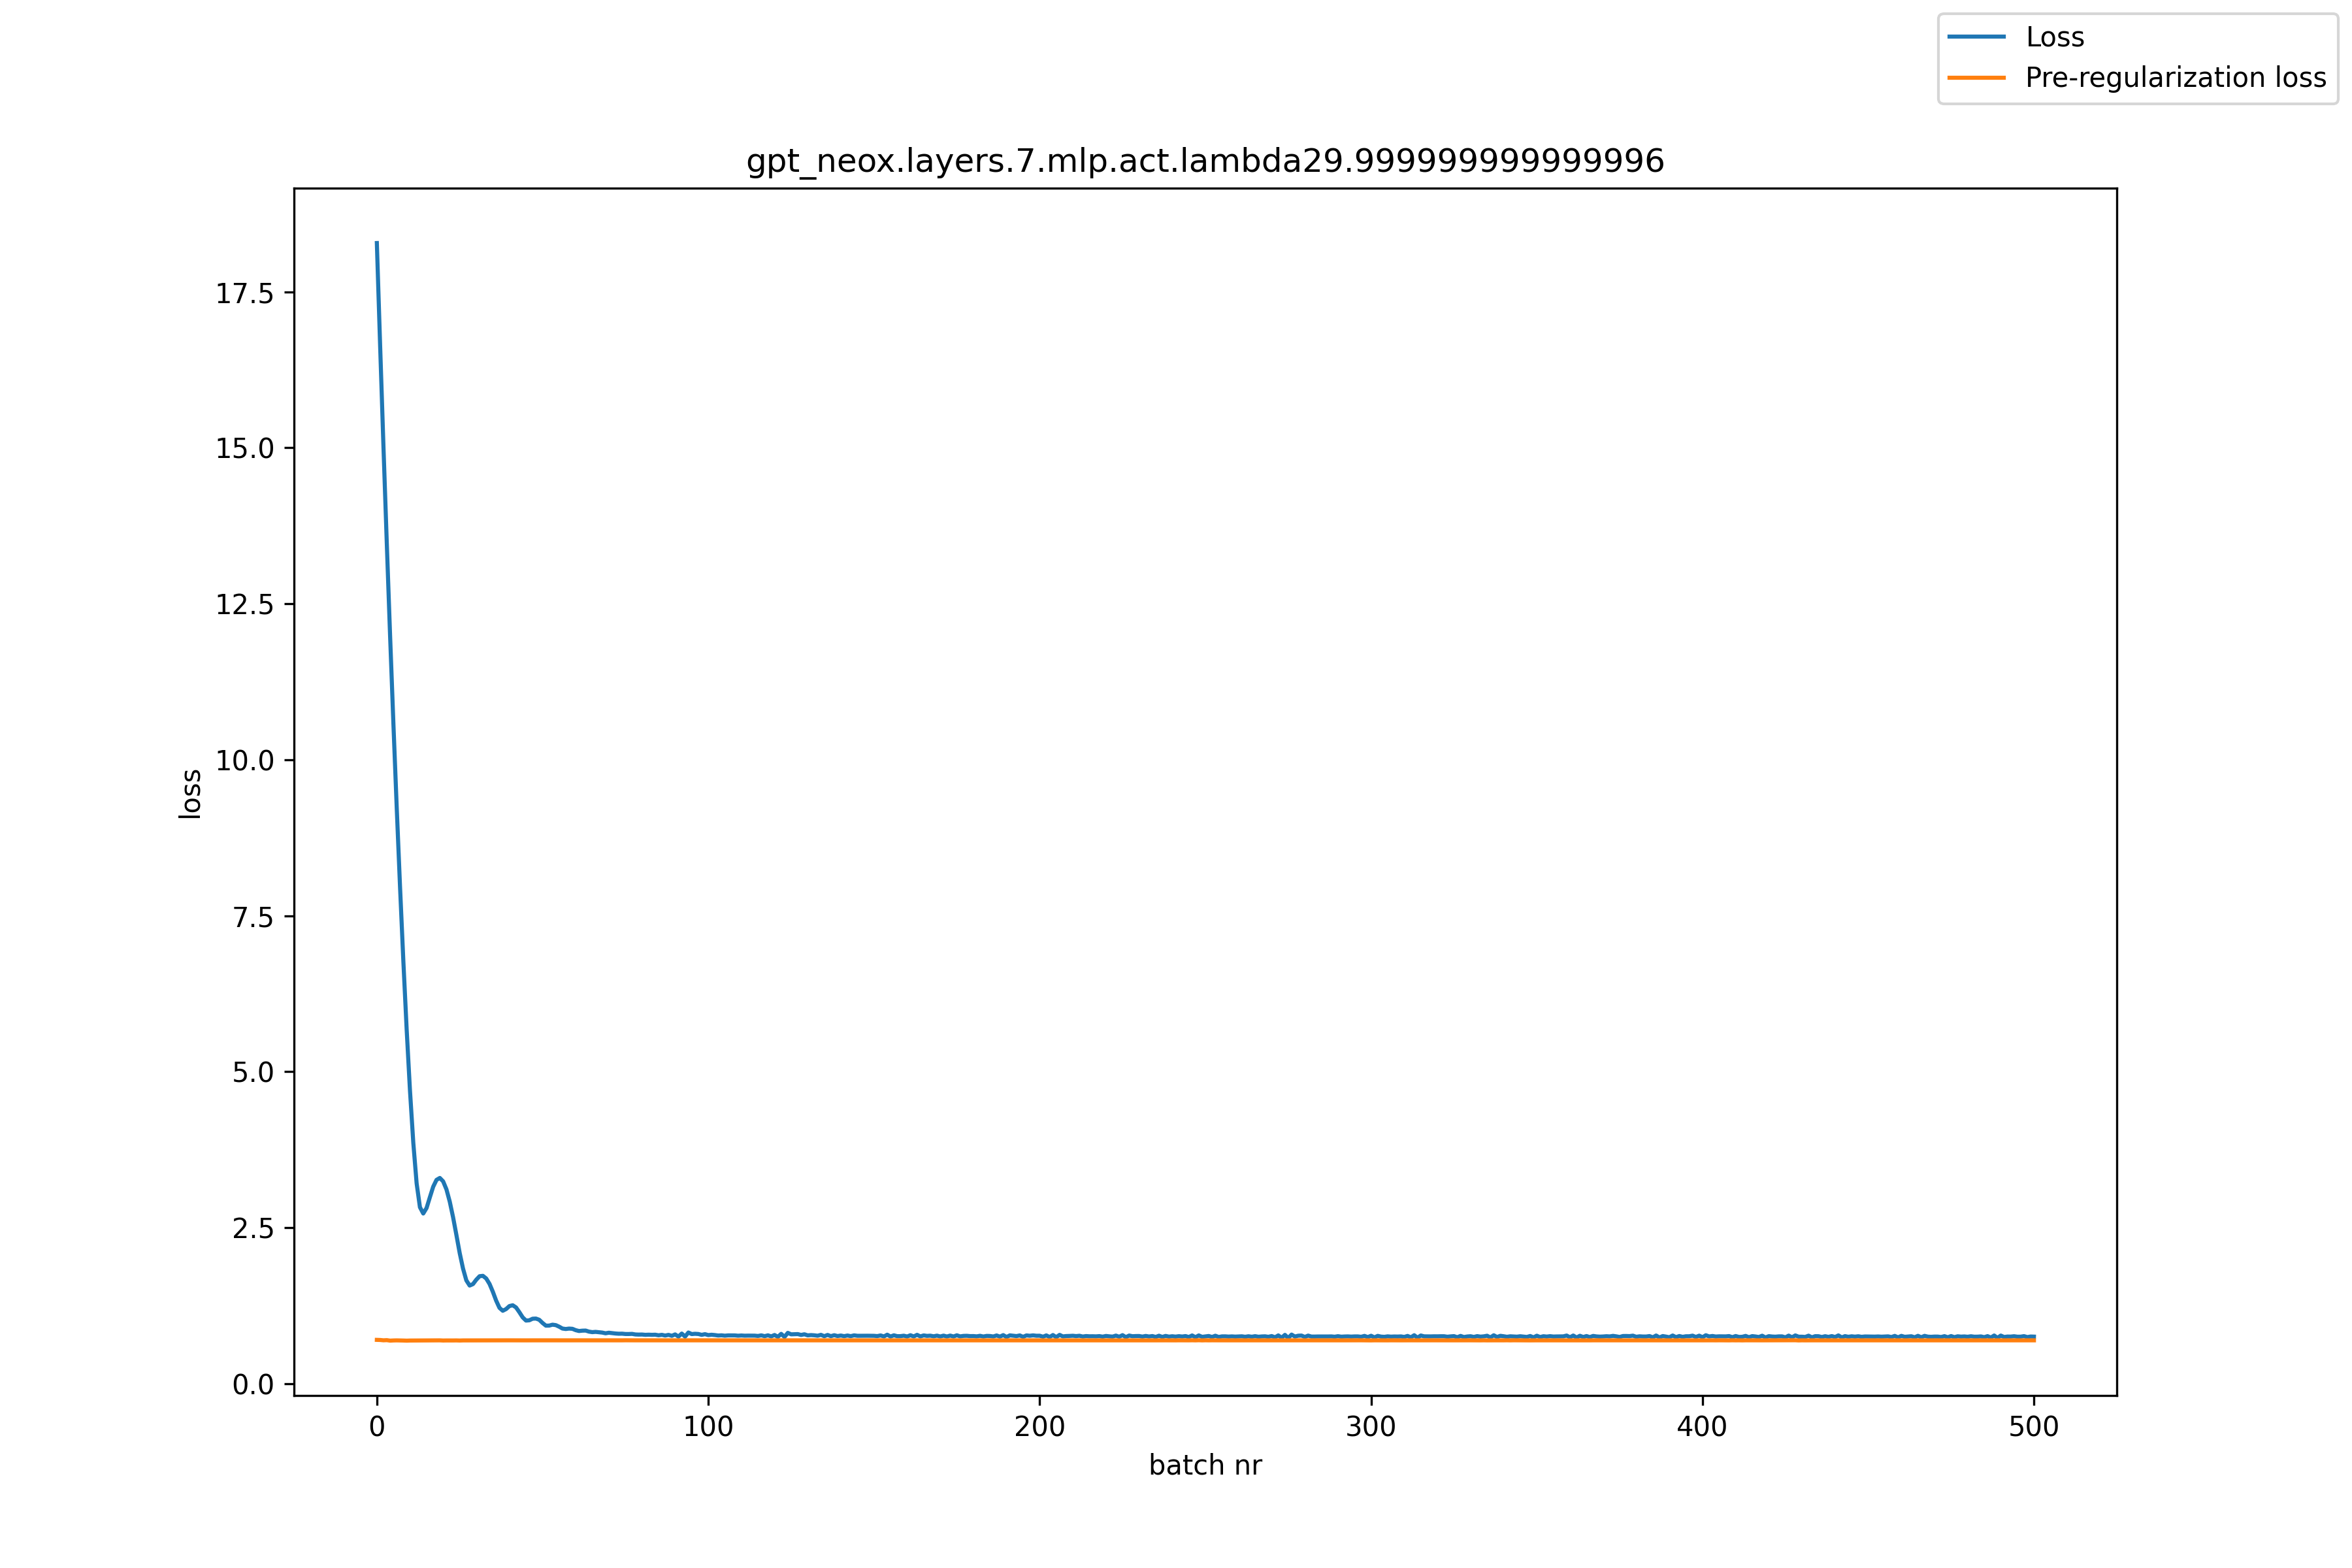 Loss
Pre-regularization loss
gpt_neox.layers.7.mlp.act.lambda29.999999999999996
17.5
15.0
12.5
10.0
7.5
5.0
2.5
0.0
loss
0 100 200 300 400 500
batch nr